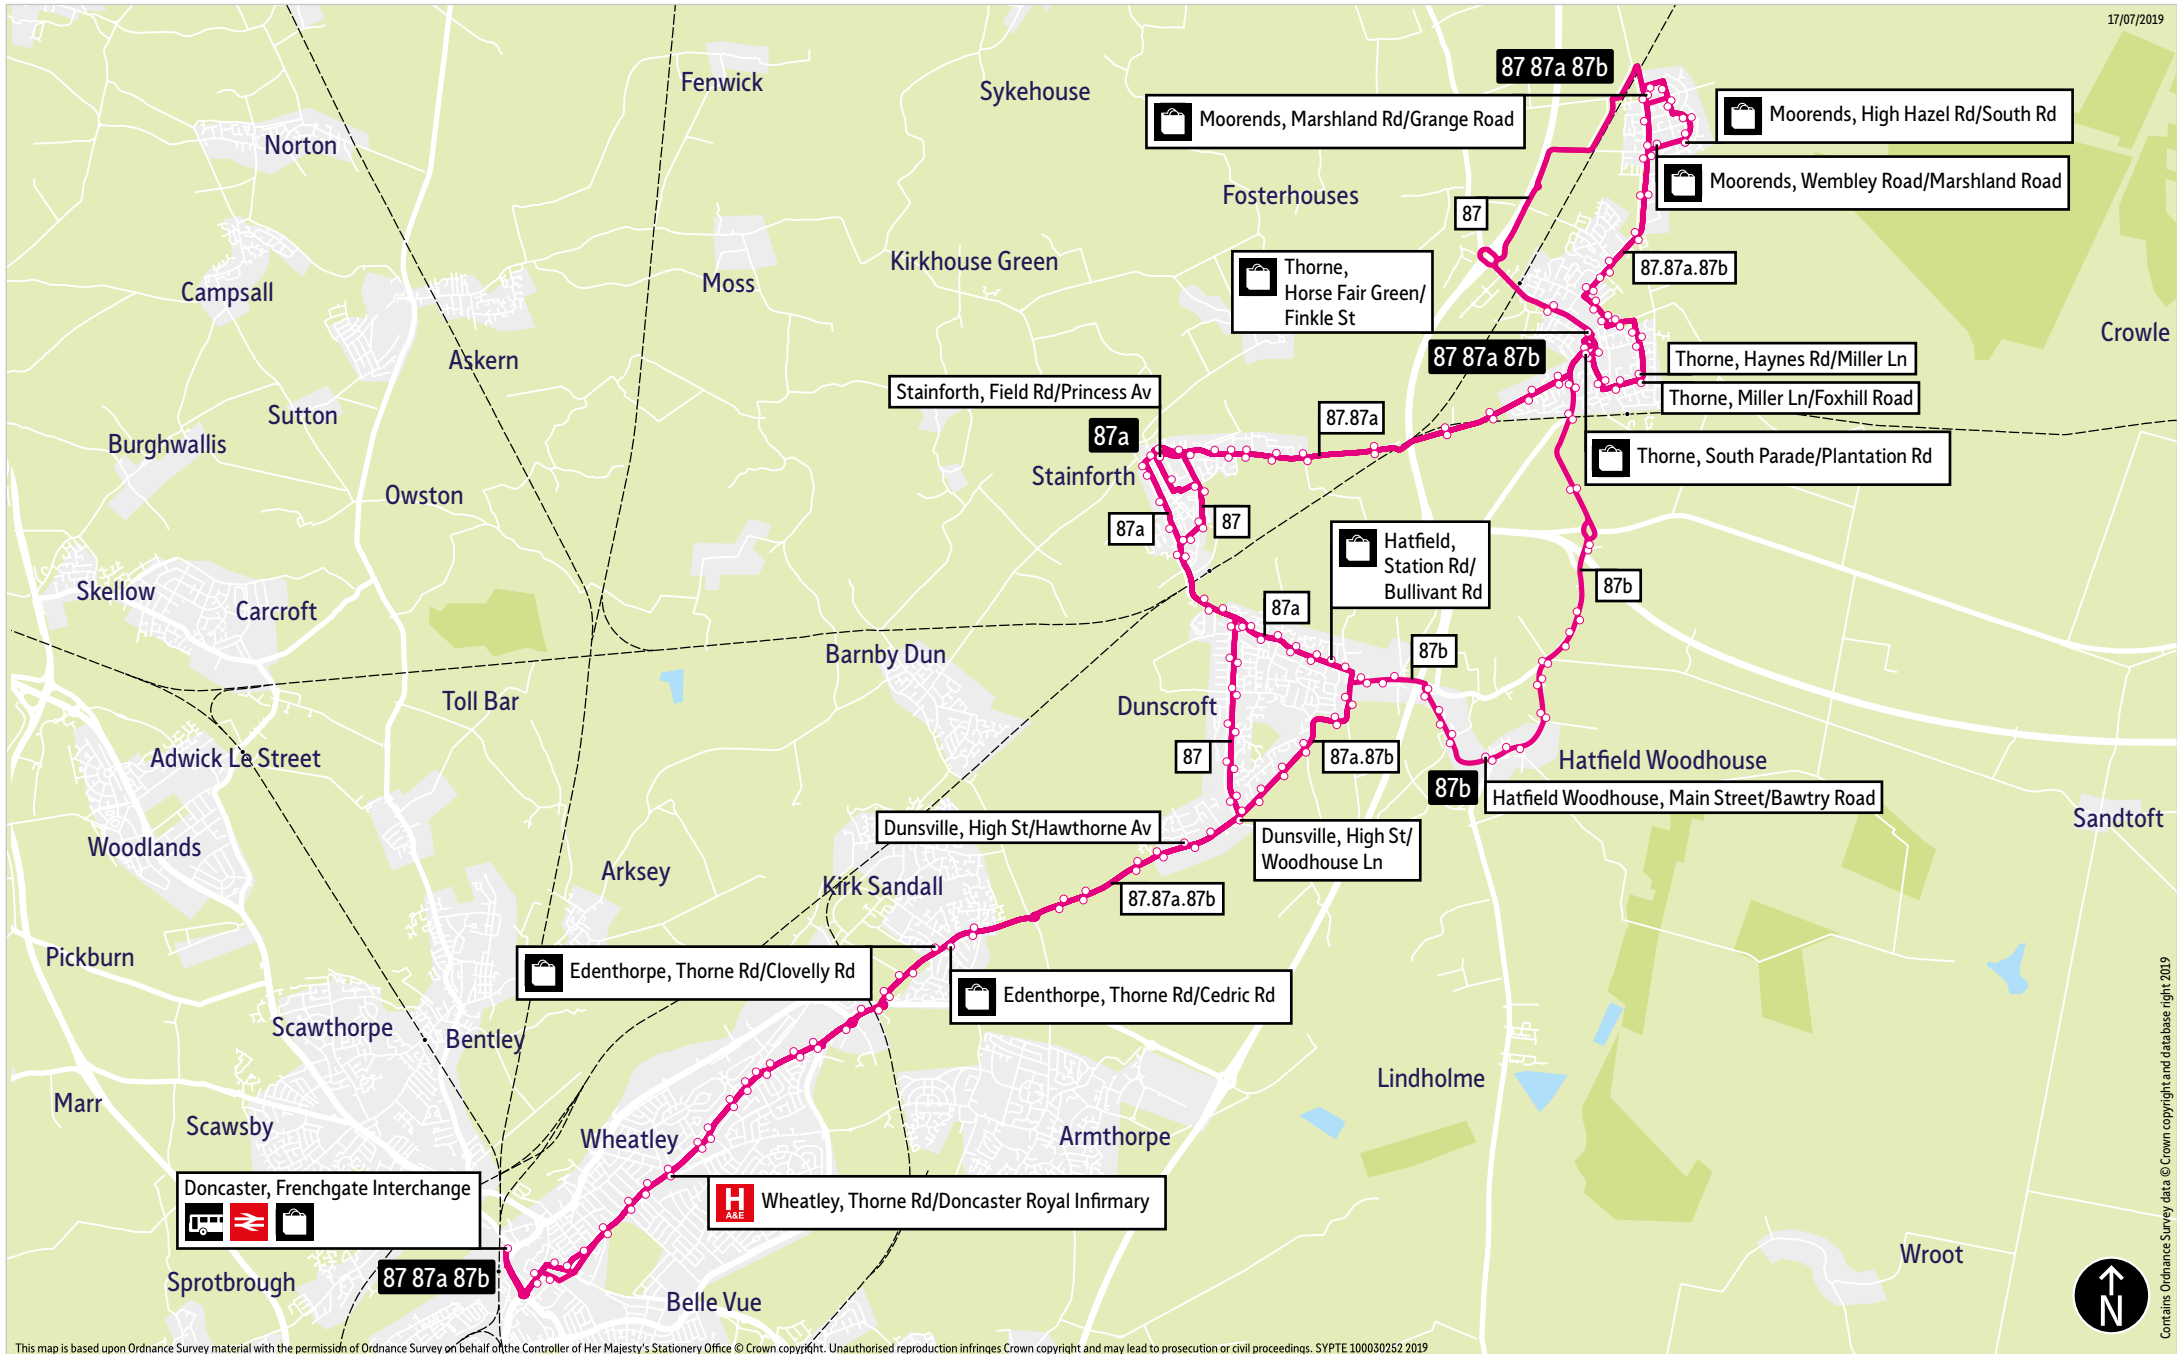 17/07/2019
87 87a 87b
Fenwick
Sykehouse
Moorends, Marshland Rd/Grange Road
Moorends, High Hazel Rd/South Rd
Norton
Moorends, Wembley Road/Marshland Road
Fosterhouses
87
Kirkhouse Green
Thorne,
Horse Fair Green/
Finkle St
87.87a.87b
Moss
Campsall
Crowle
87 87a 87b
Thorne, Haynes Rd/Miller Ln
Askern
Stainforth, Field Rd/Princess Av
Thorne, Miller Ln/Foxhill Road
Sutton
87.87a
87a
Burghwallis
Thorne, South Parade/Plantation Rd
Stainforth
Owston
87a
87
Hatfield,
Station Rd/
Bullivant Rd
Skellow
87b
Carcroft
87a
Barnby Dun
87b
Toll Bar
Dunscroft
Adwick Le Street
87
87a.87b
Hatfield Woodhouse
87b
Hatfield Woodhouse, Main Street/Bawtry Road
Sandtoft
Dunsville, High St/Hawthorne Av
Dunsville, High St/
Woodhouse Ln
Woodlands
Arksey
Kirk Sandall
87.87a.87b
Pickburn
Edenthorpe, Thorne Rd/Clovelly Rd
Edenthorpe, Thorne Rd/Cedric Rd
Scawthorpe
Bentley
Lindholme
Marr
Scawsby
Wheatley
Armthorpe
Doncaster, Frenchgate Interchange
H
A&E
Wheatley, Thorne Rd/Doncaster Royal Infirmary
Wroot
87 87a 87b
Sprotbrough
Belle Vue
N
Contains Ordnance Survey data © Crown copyright and database right 2019
This map is based upon Ordnance Survey material with the permission of Ordnance Survey on behalf of the Controller of Her Majesty's Stationery Office © Crown copyright. Unauthorised reproduction infringes Crown copyright and may lead to prosecution or civil proceedings. SYPTE 100030252 2019